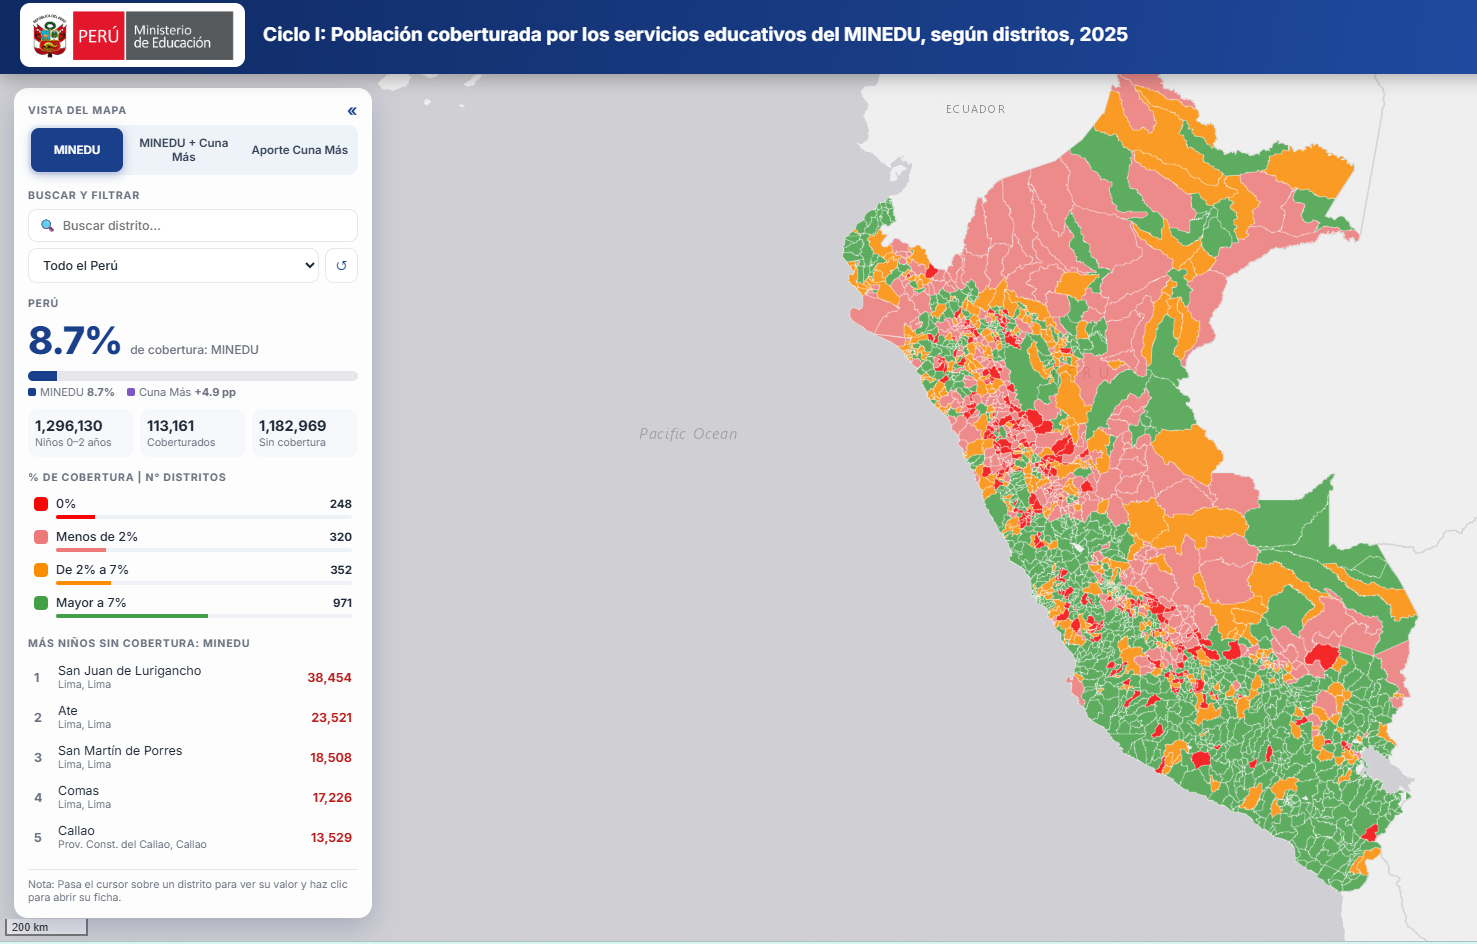 PERÚ
Ministerio
de Educación
Ciclo I: Población coberturada por los servicios educativos del MINEDU, según distritos, 2025
VISTA DEL MAPA
«
MINEDU
MINEDU + Cuna
Más
Aporte Cuna Más
BUSCAR Y FILTRAR
Buscar distrito...
Todo el Perú
↺
PERÚ
8.7% de cobertura: MINEDU
MINEDU 8.7% Cuna Más +4.9 pp
1,296,130
Niños 0–2 años
113,161
Coberturados
1,182,969
Sin cobertura
% DE COBERTURA | N° DISTRITOS
0% 248
Menos de 2% 320
De 2% a 7% 352
Mayor a 7% 971
MÁS NIÑOS SIN COBERTURA: MINEDU
1 San Juan de Lurigancho 38,454
Lima, Lima
2 Ate 23,521
Lima, Lima
3 San Martín de Porres 18,508
Lima, Lima
4 Comas 17,226
Lima, Lima
5 Callao 13,529
Prov. Const. del Callao, Callao
Nota: Pasa el cursor sobre un distrito para ver su valor y haz clic
para abrir su ficha.
200 km
ECUADOR
Pacific Ocean